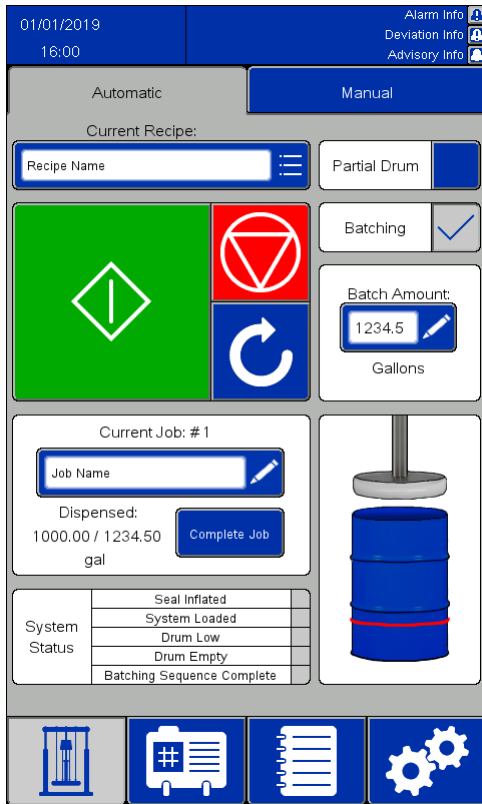 01/01/2019
16:00
Alarm Info
Deviation Info
Advisory Info
Automatic
Manual
Current Recipe:
Recipe Name
Partial Drum
Batching
Batch Amount:
1234.5
Gallons
Current Job: #1
Job Name
Dispensed:
1000.00 / 1234.50
gal
Complete Job
System
Status
Seal Inflated
System Loaded
Drum Low
Drum Empty
Batching Sequence Complete
#